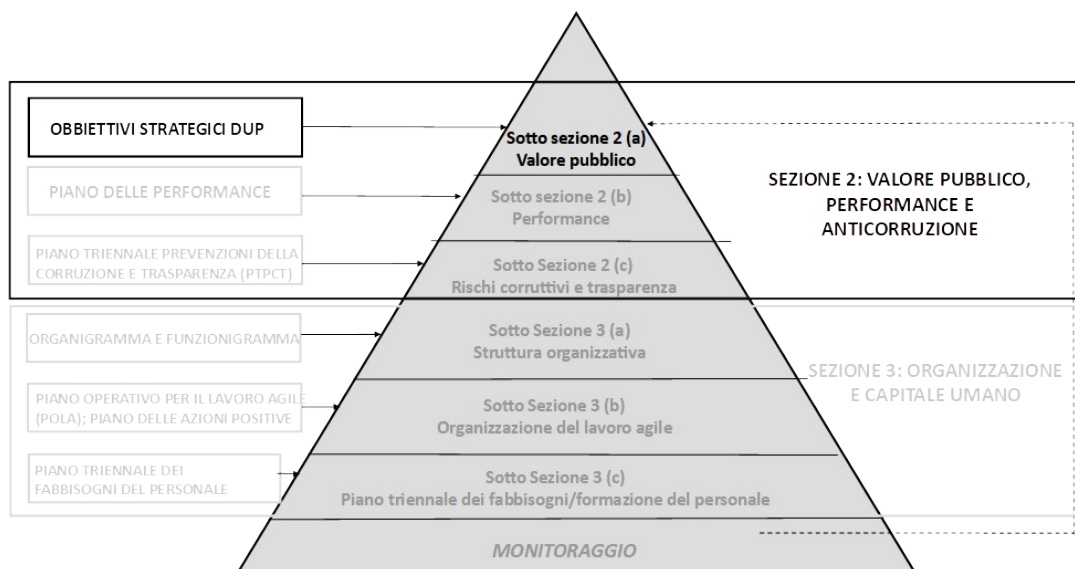 OBBIETTIVI STRATEGICI DUP
Sotto sezione 2 (a)
Valore pubblico
PIANO DELLE PERFORMANCE
Sotto sezione 2 (b)
Performance
SEZIONE 2: VALORE PUBBLICO,
PERFORMANCE E
ANTICORRUZIONE
PIANO TRIENNALE PREVENZIONI DELLA
CORRUZIONE E TRASPARENZA (PTPCT)
Sotto Sezione 2 (c)
Rischi corruttivi e trasparenza
ORGANIGRAMMA E FUNZIONIGRAMMA
Sotto Sezione 3 (a)
Struttura organizzativa
SEZIONE 3: ORGANIZZAZIONE
E CAPITALE UMANO
PIANO OPERATIVO PER IL LAVORO AGILE
(POLA); PIANO DELLE AZIONI POSITIVE
Sotto Sezione 3 (b)
Organizzazione del lavoro agile
PIANO TRIENNALE DEI
FABBISOGNI DEL PERSONALE
Sotto Sezione 3 (c)
Piano triennale dei fabbisogni/formazione del personale
MONITORAGGIO